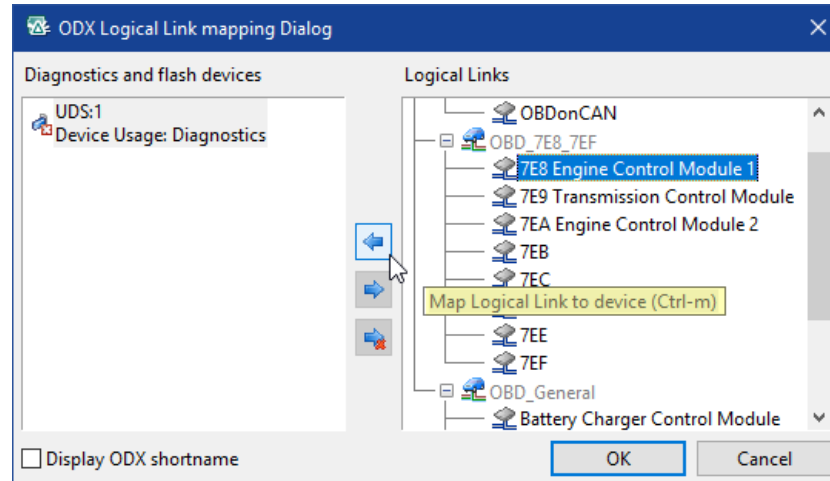 ODX Logical Link mapping Dialog
Diagnostics and flash devices
Logical Links
UDS:1
Device Usage: Diagnostics
OBDonCAN
OBD_7E8_7EF
7E8 Engine Control Module 1
7E9 Transmission Control Module
7EA Engine Control Module 2
7EB
7EC
Map Logical Link to device (Ctrl-m)
7EE
7EF
OBD_General
Battery Charger Control Module
Display ODX shortname
OK
Cancel